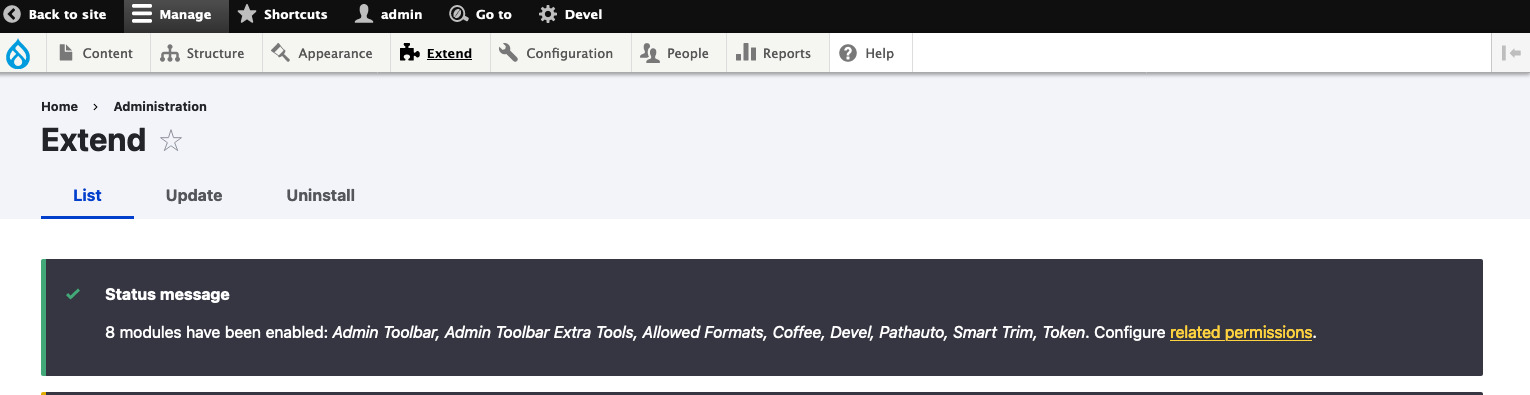 Back to site Manage Shortcuts admin Go to Devel
Content Structure Appearance Extend Configuration People Reports Help
Home › Administration
Extend
List Update Uninstall
Status message
8 modules have been enabled: Admin Toolbar, Admin Toolbar Extra Tools, Allowed Formats, Coffee, Devel, Pathauto, Smart Trim, Token. Configure related permissions.